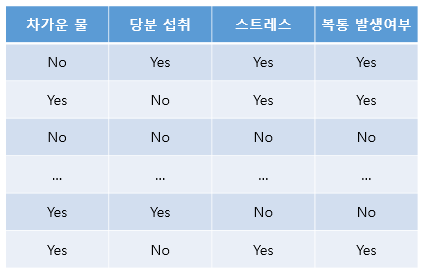 차가운 물 당분 섭취 스트레스 복통 발생여부
No Yes Yes Yes
Yes No Yes Yes
No No No No
... ... ... ...
Yes Yes No No
Yes No Yes Yes